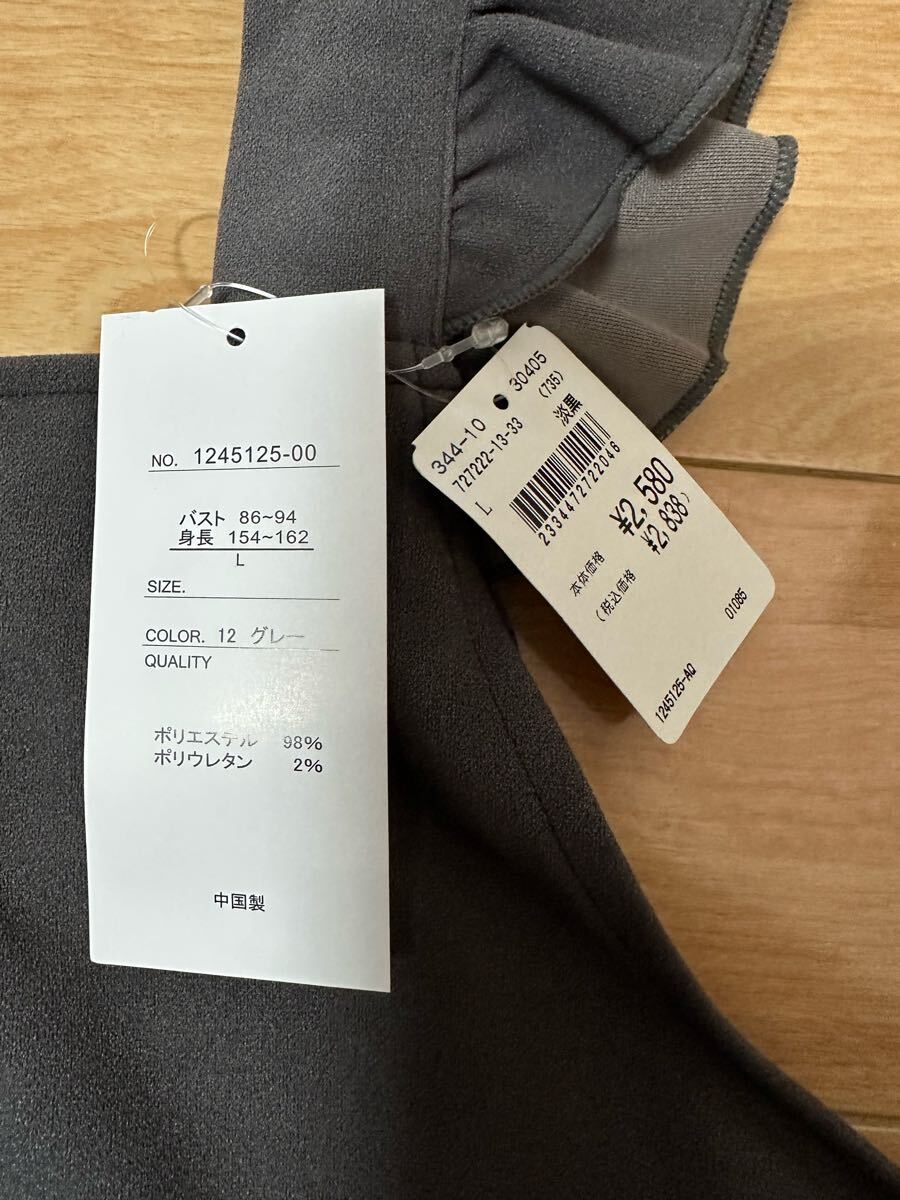 NO. 1245125-00
バスト 86~94
身長 154~162
L
SIZE.
COLOR. 12 グレー
QUALITY
ポリエステル 98%
ポリウレタン 2%
中国製
344-10 30405
727222-13-33 (735)
L 淡黒
2334472722046
¥2,580
本体価格
¥2,838)
(税込価格
01085
1245125-AQ